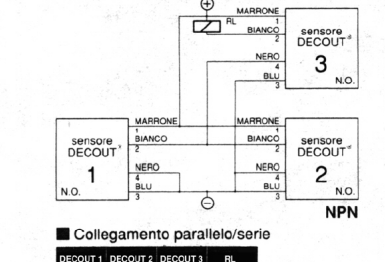 +
MARRONE
1
RL
BIANCO
2
sensore
DECOUT
3
N.O.
NERO
4
BLU
3
MARRONE
1
BIANCO
2
NERO
4
BLU
3
sensore
DECOUT
1
N.O.
MARRONE
1
BIANCO
2
NERO
4
BLU
3
sensore
DECOUT
2
N.O.
−
NPN
■ Collegamento parallelo/serie
DECOUT 1 DECOUT 2 DECOUT 3 RL